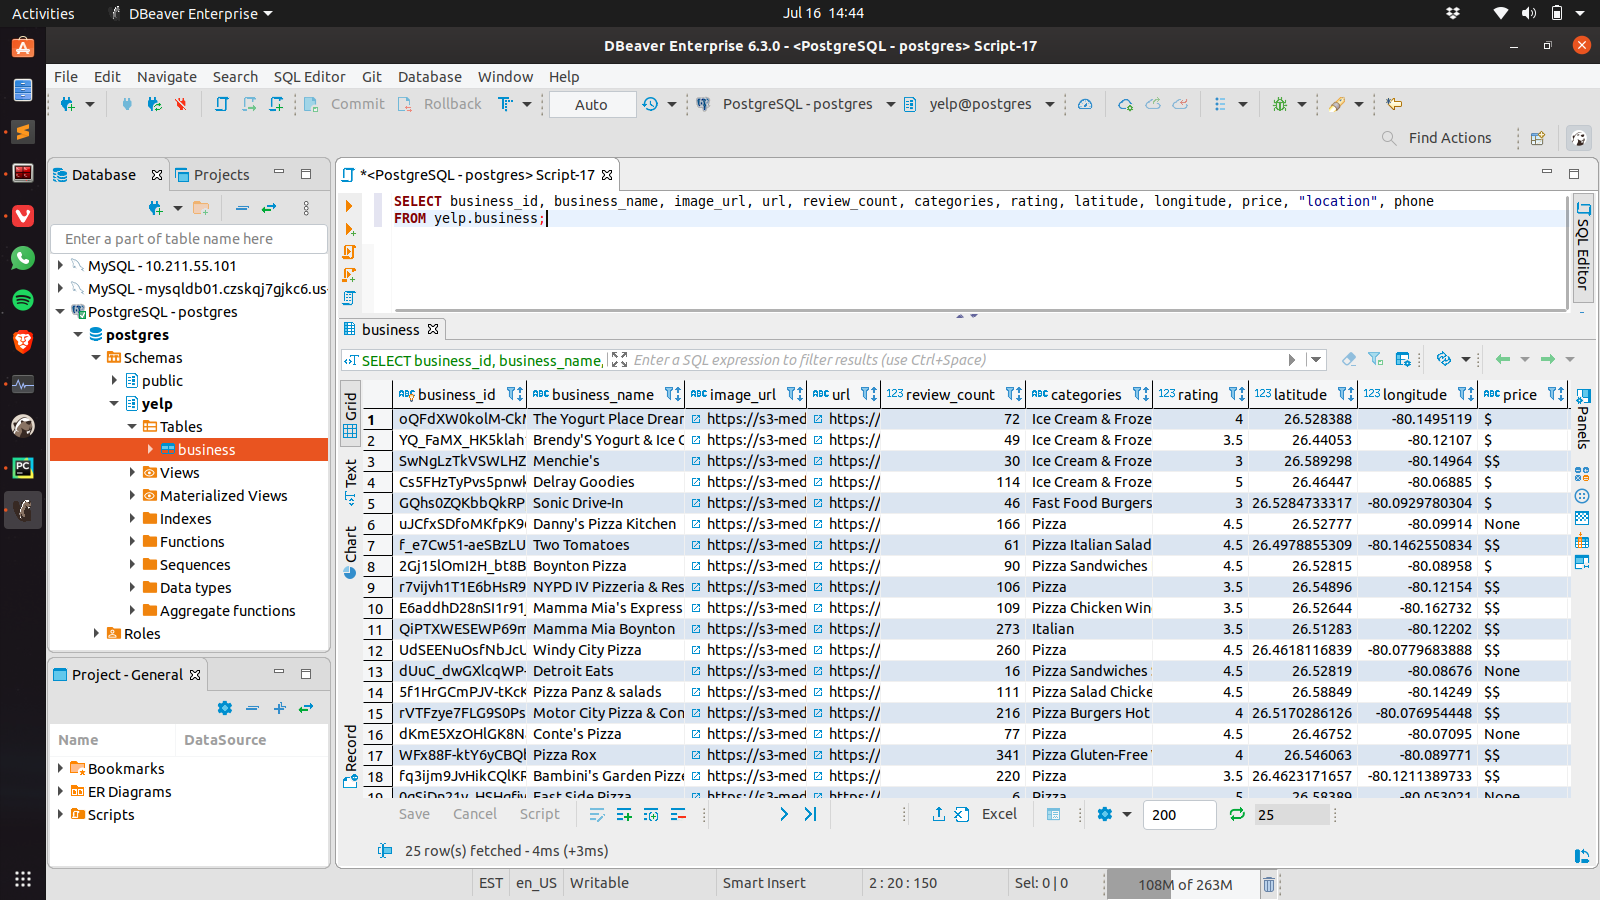 Activities DBeaver Enterprise Jul 16 14:44
DBeaver Enterprise 6.3.0 - <PostgreSQL - postgres> Script-17
File Edit Navigate Search SQL Editor Git Database Window Help
Commit Rollback Auto PostgreSQL - postgres yelp@postgres
Find Actions
Database Projects
Enter a part of table name here
MySQL - 10.211.55.101
MySQL - mysqldb01.czskqj7gjkc6.us-
PostgreSQL - postgres
postgres
Schemas
public
yelp
Tables
business
Views
Materialized Views
Indexes
Functions
Sequences
Data types
Aggregate functions
Roles
Project - General
Name DataSource
Bookmarks
ER Diagrams
Scripts
*<PostgreSQL - postgres> Script-17
SELECT business_id, business_name, image_url, url, review_count, categories, rating, latitude, longitude, price, "location", phone
FROM yelp.business;
SQL Editor
business
SELECT business_id, business_name, Enter a SQL expression to filter results (use Ctrl+Space)
Grid
Text
Chart
Record
Panels
ABC business_id ABC business_name ABC image_url ABC url 123 review_count ABC categories 123 rating 123 latitude 123 longitude ABC price
1 oQFdXW0kolM-Ckl The Yogurt Place Drear https://s3-med https:// 72 Ice Cream & Froze 4 26.528388 -80.1495119 $
2 YQ_FaMX_HK5klah Brendy'S Yogurt & Ice C https://s3-med https:// 49 Ice Cream & Froze 3.5 26.44053 -80.12107 $
3 SwNgLzTkVSWLHZ Menchie's https://s3-med https:// 30 Ice Cream & Froze 3 26.589298 -80.14964 $$
4 Cs5FHzTyPvs5pnwk Delray Goodies https://s3-med https:// 114 Ice Cream & Froze 5 26.46447 -80.06885 $
5 GQhs0ZQKbbQkRP Sonic Drive-In https://s3-med https:// 46 Fast Food Burgers 3 26.5284733317 -80.0929780304 $
6 uJCfxSDfoMKfpK9 Danny's Pizza Kitchen https://s3-med https:// 166 Pizza 4.5 26.52777 -80.09914 None
7 f_e7Cw51-aeSBzLU Two Tomatoes https://s3-med https:// 61 Pizza Italian Salad 4.5 26.4978855309 -80.1462550834 $$
8 2Gj15lOmI2H_bt8B Boynton Pizza https://s3-med https:// 90 Pizza Sandwiches 4.5 26.52815 -80.08958 $
9 r7vijvh1T1E6bHsR9 NYPD IV Pizzeria & Res https://s3-med https:// 106 Pizza 3.5 26.54896 -80.12154 $$
10 E6addhD28nSI1r91 Mamma Mia's Express https://s3-med https:// 109 Pizza Chicken Win 3.5 26.52644 -80.162732 $$
11 QiPTXWESEWP69m Mamma Mia Boynton https://s3-med https:// 273 Italian 3.5 26.51283 -80.12202 $$
12 UdSEENuOsfNbJcU Windy City Pizza https://s3-med https:// 260 Pizza 4.5 26.4618116839 -80.0779683888 $$
13 dUuC_dwGXlcqWP- Detroit Eats https://s3-med https:// 16 Pizza Sandwiches 4.5 26.52819 -80.08676 None
14 5f1HrGCmPJV-tKcK Pizza Panz & salads https://s3-med https:// 111 Pizza Salad Chicke 4.5 26.58849 -80.14249 $$
15 rVTFzye7FLG9S0Ps Motor City Pizza & Con https://s3-med https:// 216 Pizza Burgers Hot 4 26.5170286126 -80.076954448 $$
16 dKmE5XzOHlGK8N Conte's Pizza https://s3-med https:// 77 Pizza 4.5 26.46752 -80.07095 None
17 WFx88F-ktY6yCBQl Pizza Rox https://s3-med https:// 341 Pizza Gluten-Free 4 26.546063 -80.089771 $$
18 fq3ijm9JvHikCQlKR Bambini's Garden Pizze https://s3-med https:// 220 Pizza 3.5 26.4623171657 -80.1211389733 $$
19 East Side Pizza https://s3-med https:// 6 Pizza 5 26.58389 -80.053021 None
Save Cancel Script Excel 200 25
25 row(s) fetched - 4ms (+3ms)
EST en_US Writable Smart Insert 2 : 20 : 150 Sel: 0 | 0 108M of 263M